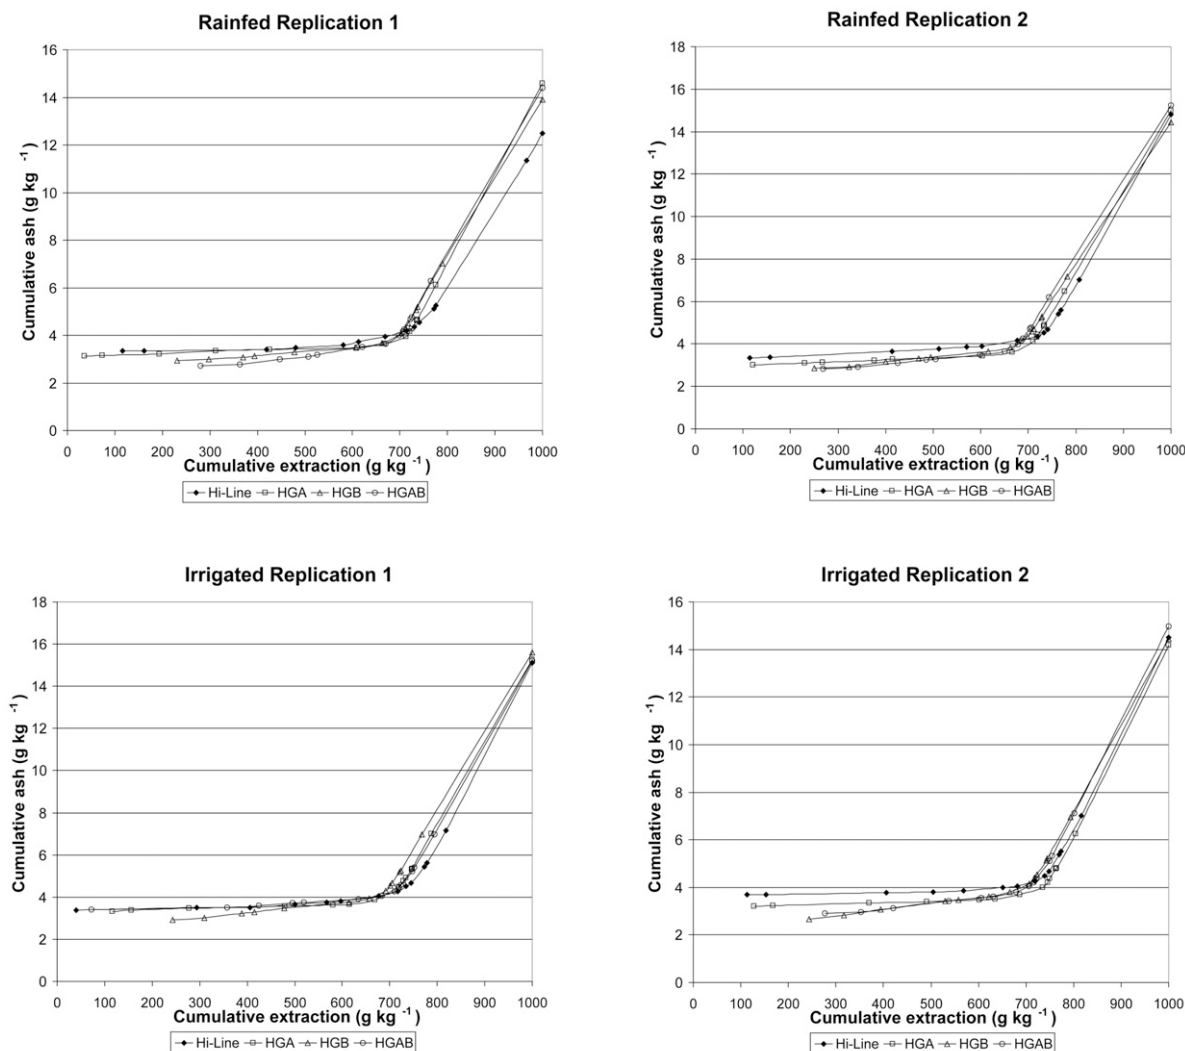 Rainfed Replication 1
16
14
12
10
8
6
4
2
0
Cumulative ash (g kg ⁻¹)
0 100 200 300 400 500 600 700 800 900 1000
Cumulative extraction (g kg ⁻¹)
Hi-Line HGA HGB HGAB
Rainfed Replication 2
18
16
14
12
10
8
6
4
2
0
Cumulative ash (g kg ⁻¹)
0 100 200 300 400 500 600 700 800 900 1000
Cumulative extraction (g kg ⁻¹)
Hi-Line HGA HGB HGAB
Irrigated Replication 1
18
16
14
12
10
8
6
4
2
0
Cumulative ash (g kg ⁻¹)
0 100 200 300 400 500 600 700 800 900 1000
Cumulative extraction (g kg ⁻¹)
Hi-Line HGA HGB HGAB
Irrigated Replication 2
16
14
12
10
8
6
4
2
0
Cumulative ash (g kg ⁻¹)
0 100 200 300 400 500 600 700 800 900 1000
Cumulative extraction (g kg ⁻¹)
Hi-Line HGA HGB HGAB